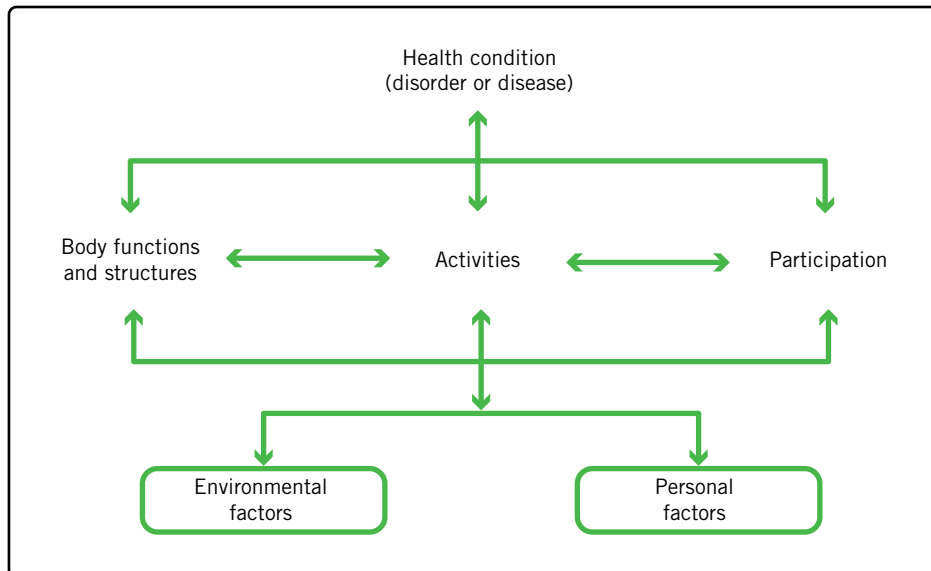 Health condition
(disorder or disease)
Body functions
and structures
Activities
Participation
Environmental
factors
Personal
factors